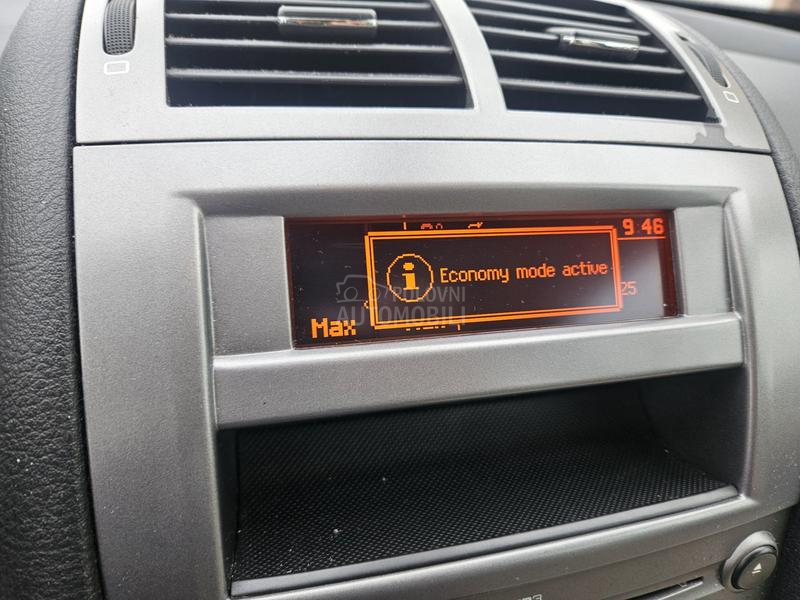 9 46
Economy mode active
25
POLOVNI
AUTOMOBILI
Max